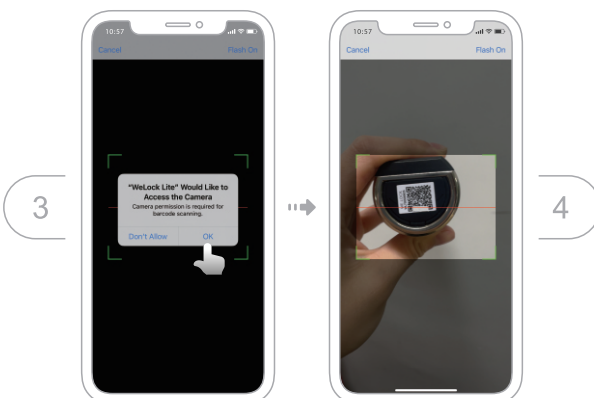 3
10:57
Cancel
Flash On
"WeLock Lite" Would Like to
Access the Camera
Camera permission is required for
barcode scanning.
Don't Allow
OK
10:57
Cancel
Flash On
4